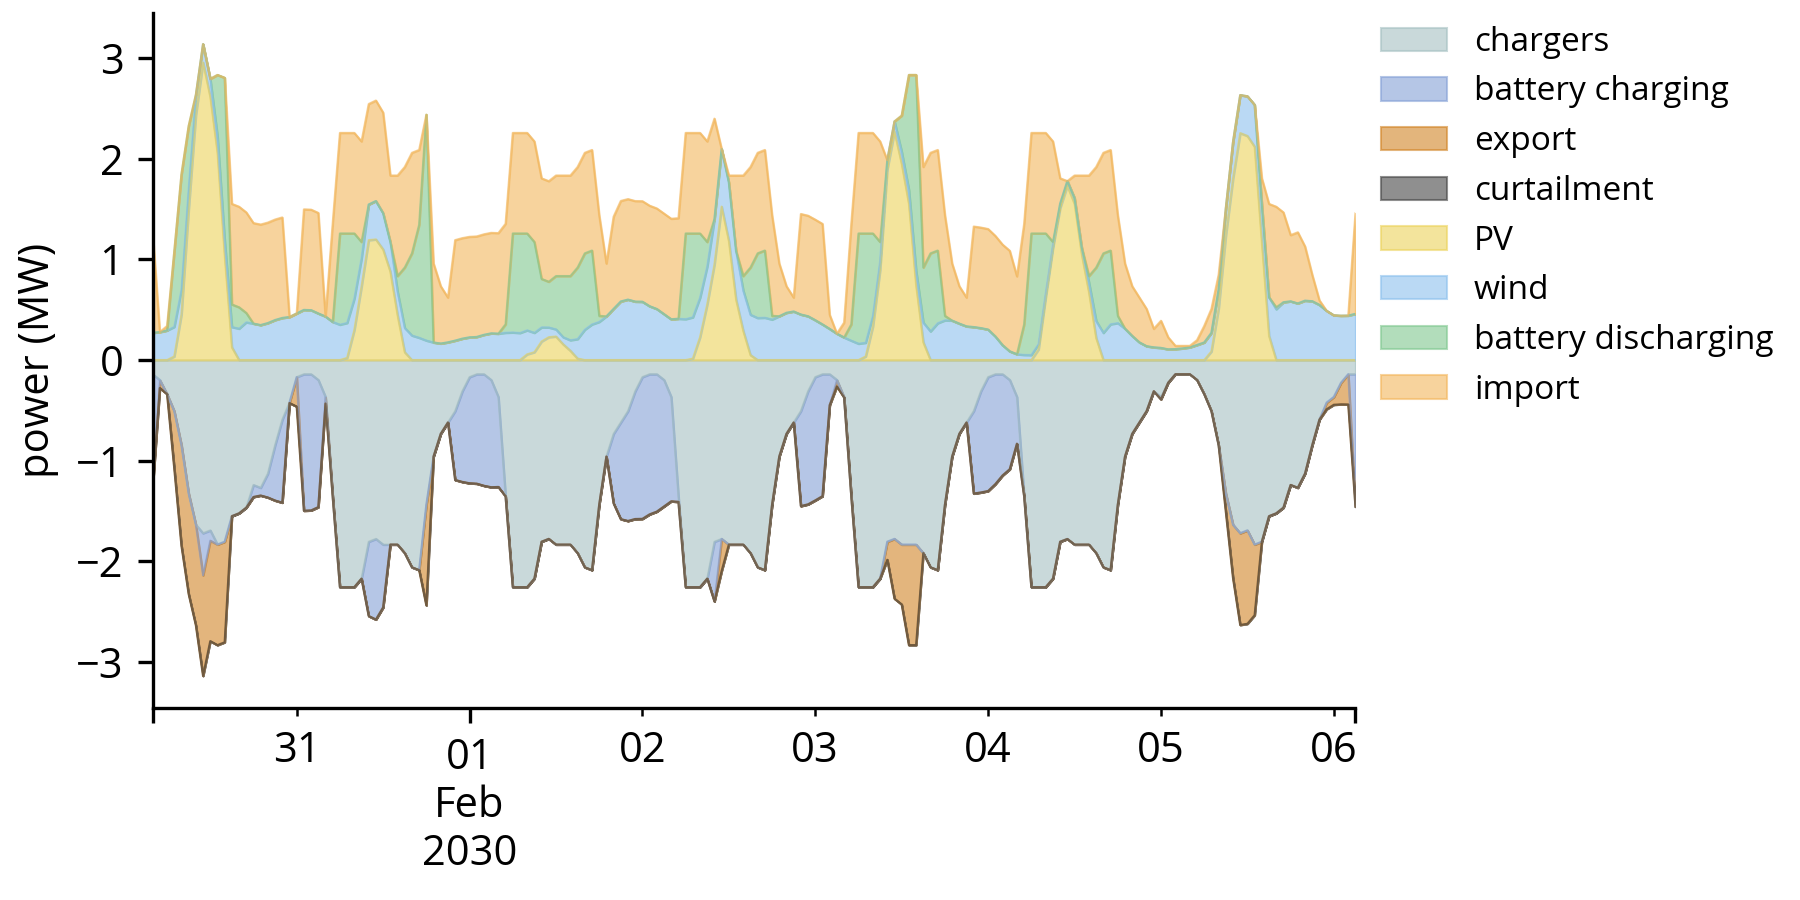 power (MW)
3
2
1
0
−1
−2
−3
31
01
Feb
2030
02
03
04
05
06
chargers
battery charging
export
curtailment
PV
wind
battery discharging
import